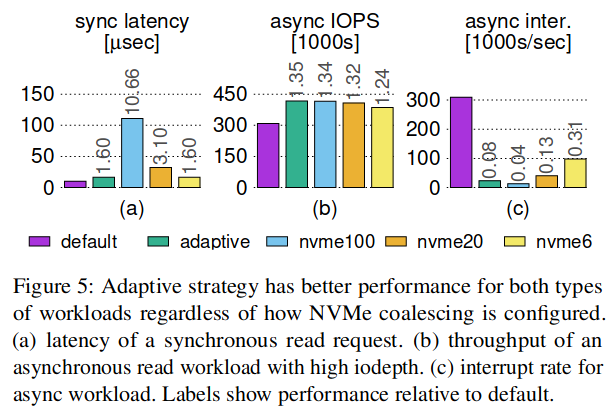 sync latency
[μsec]
150
100
50
0
1.60
10.66
3.10
1.60
(a)
async IOPS
[1000s]
450
300
150
0
1.35
1.34
1.32
1.24
(b)
async inter.
[1000s/sec]
300
200
100
0
0.08
0.04
0.13
0.31
(c)
default adaptive nvme100 nvme20 nvme6
Figure 5: Adaptive strategy has better performance for both types
of workloads regardless of how NVMe coalescing is configured.
(a) latency of a synchronous read request. (b) throughput of an
asynchronous read workload with high iodepth. (c) interrupt rate for
async workload. Labels show performance relative to default.